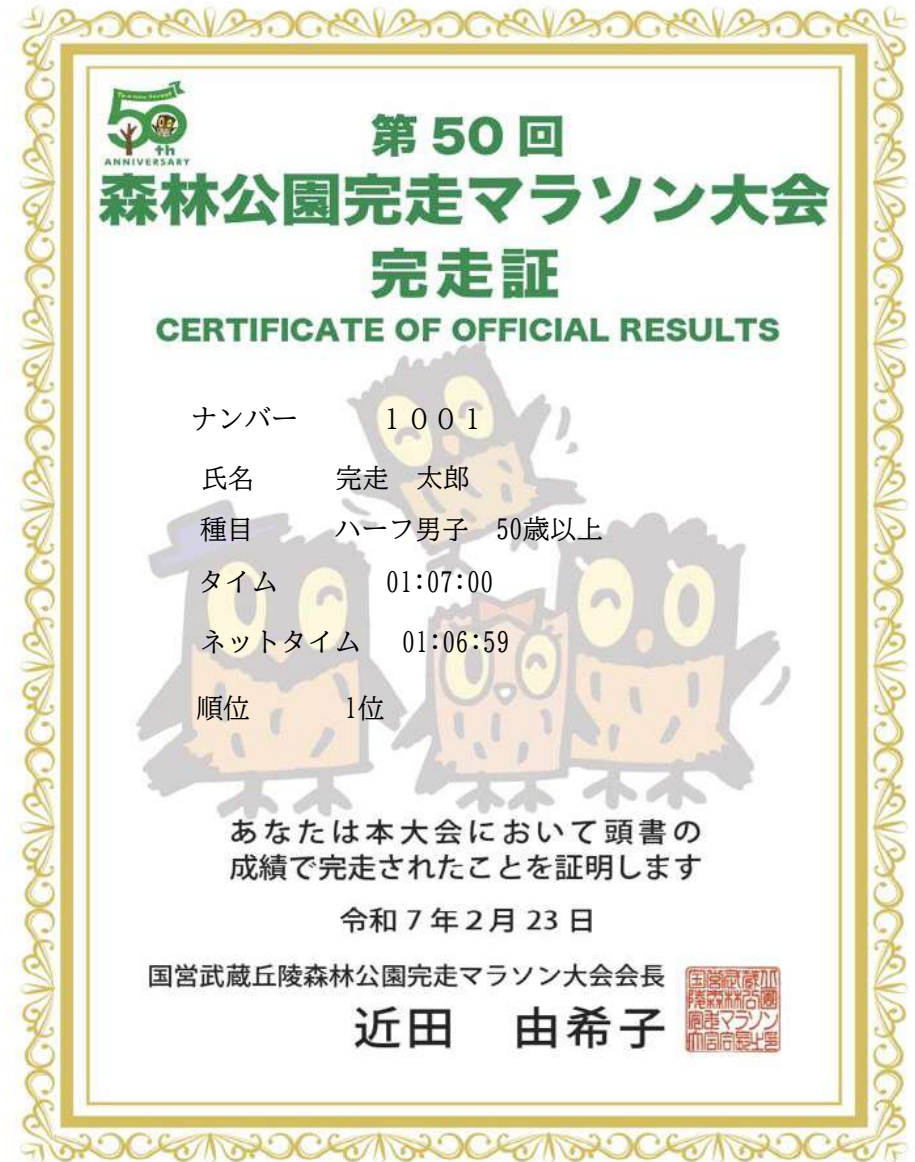 To a new forest
50th
ANNIVERSARY
第50回
森林公園完走マラソン大会
完走証
CERTIFICATE OF OFFICIAL RESULTS
ナンバー　１００１
氏名　完走　太郎
種目　ハーフ男子　50歳以上
タイム　01:07:00
ネットタイム　01:06:59
順位　1位
あなたは本大会において頭書の
成績で完走されたことを証明します
令和7年2月23日
国営武蔵丘陵森林公園完走マラソン大会会長
近田　由希子